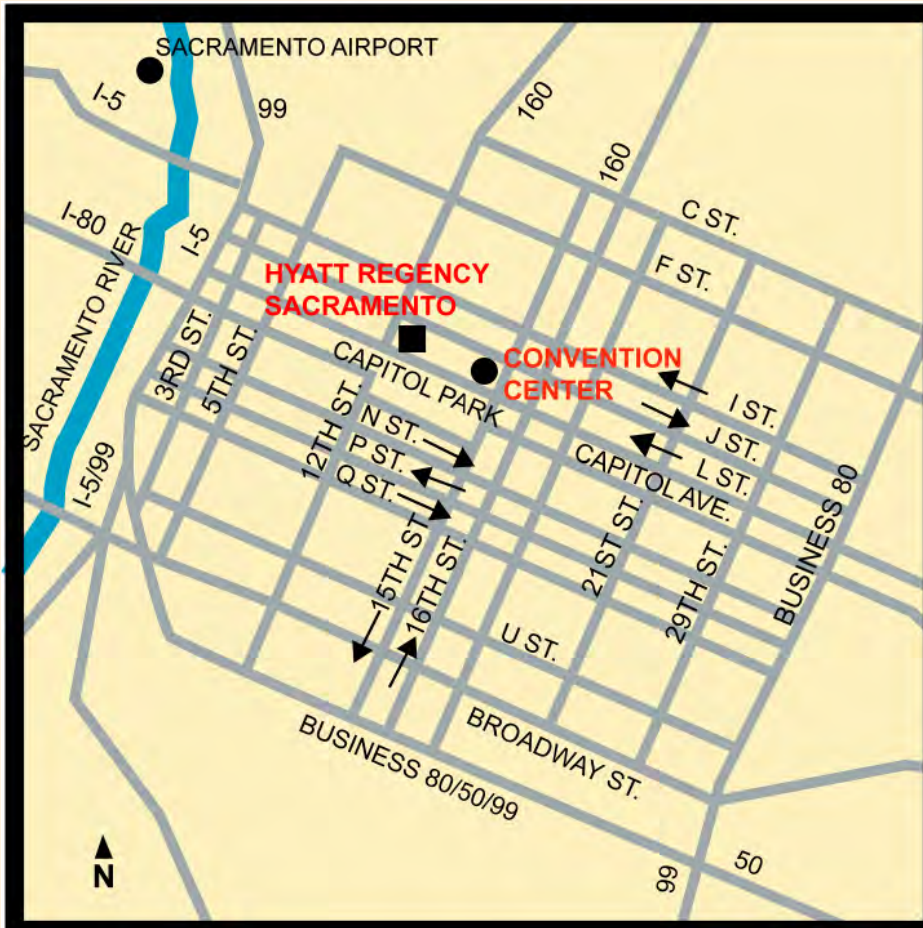 SACRAMENTO AIRPORT
I-5
99
160
160
C ST.
I-80
I-5
F ST.
SACRAMENTO RIVER
HYATT REGENCY
SACRAMENTO
3RD ST.
5TH ST.
CAPITOL PARK
CONVENTION
CENTER
I ST.
J ST.
L ST.
12TH ST.
N ST.
P ST.
Q ST.
CAPITOL AVE.
I-5/99
15TH ST.
16TH ST.
21ST ST.
29TH ST.
BUSINESS 80
U ST.
BROADWAY ST.
BUSINESS 80/50/99
N
99
50